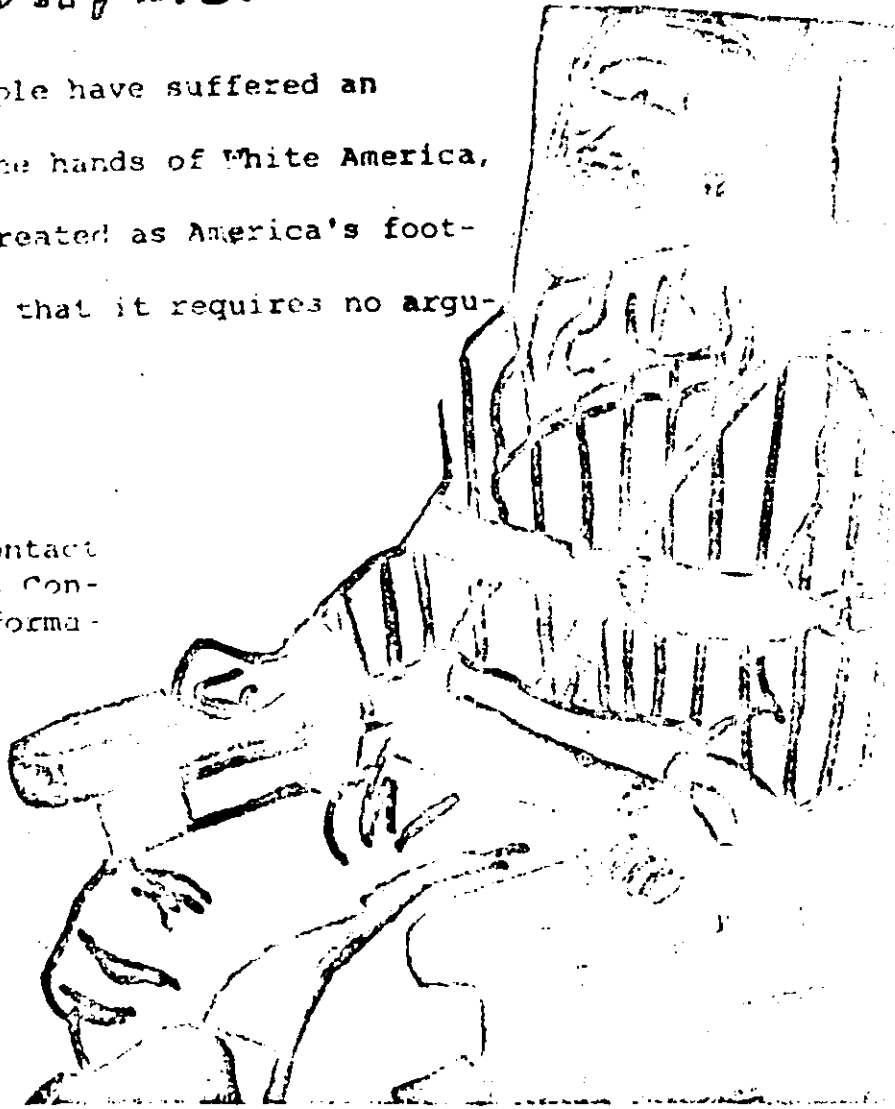 ple have suffered an
he hands of White America,
reated as America's foot-
that it requires no argu-
ontact
Con-
forma-